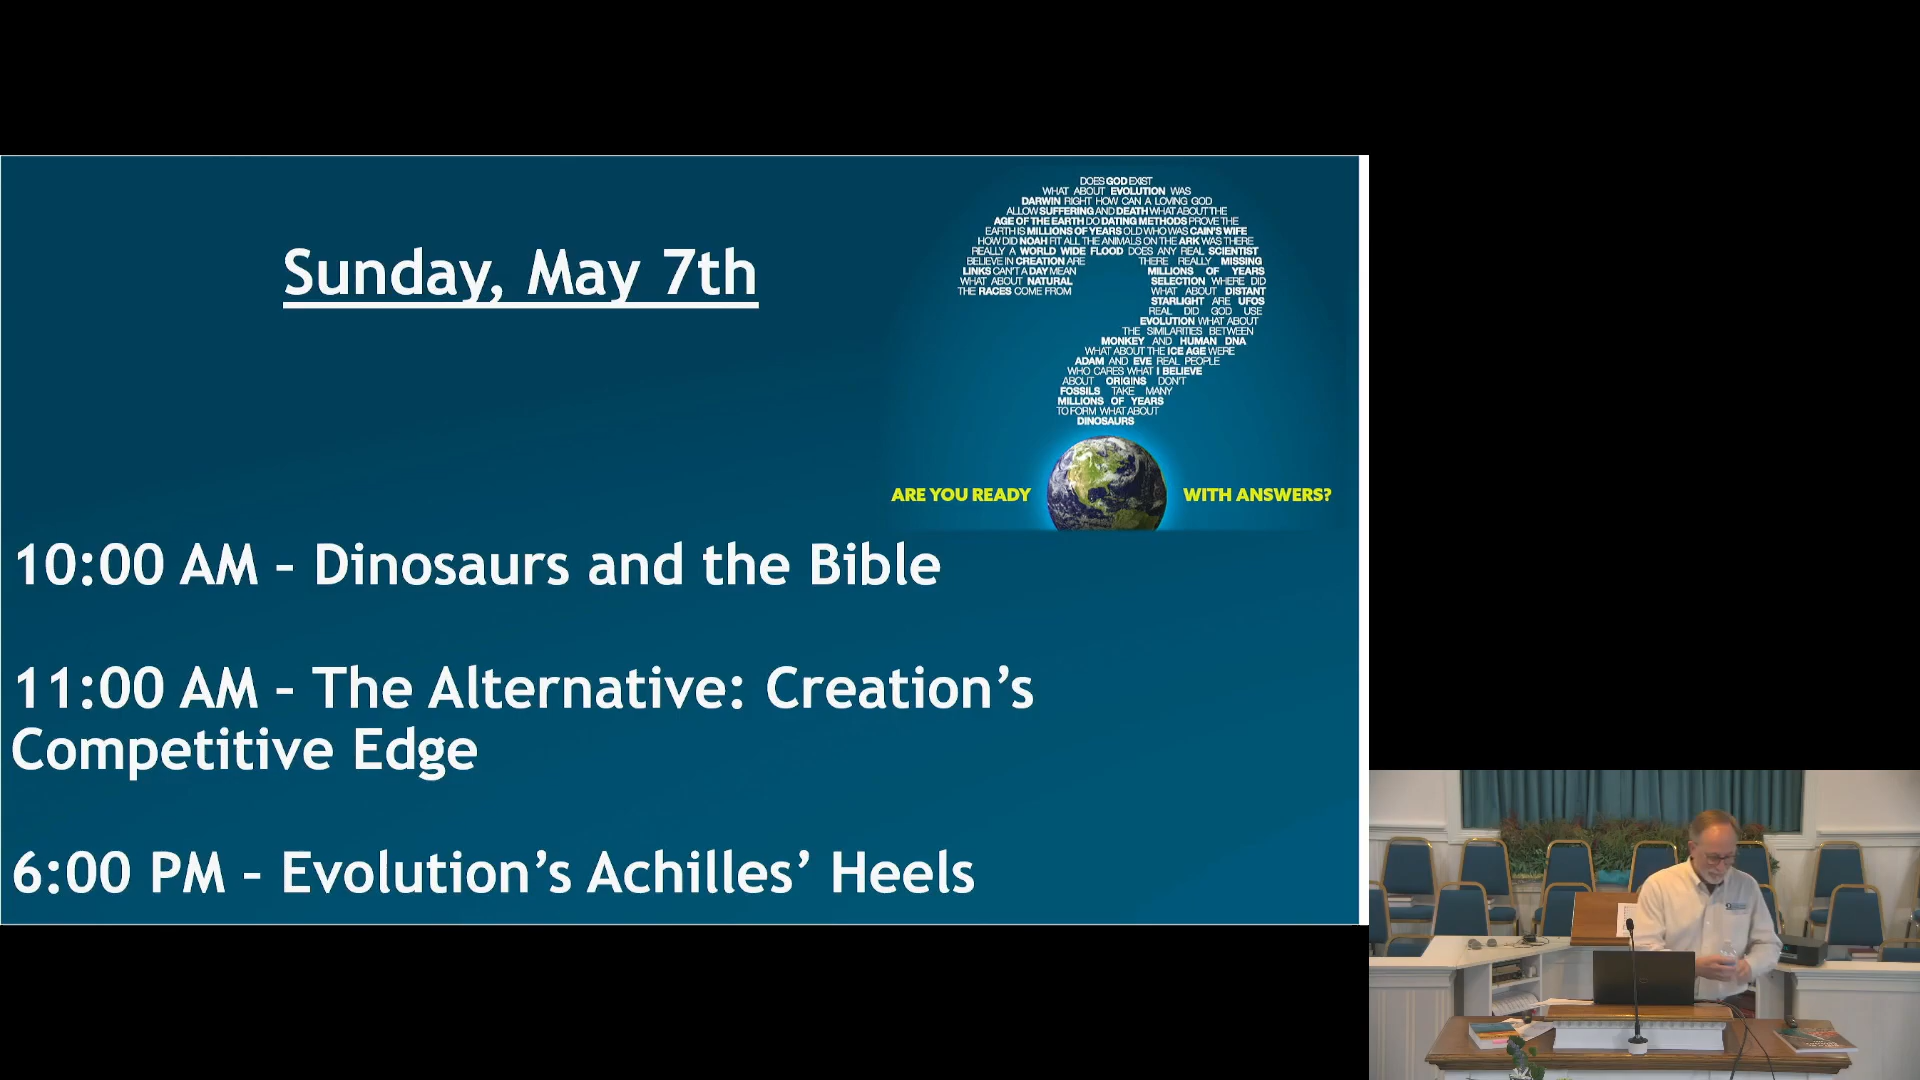 Sunday, May 7th
DOES GOD EXIST
WHAT ABOUT EVOLUTION WAS
DARWIN RIGHT HOW CAN A LOVING GOD
ALLOW SUFFERING AND DEATH WHAT ABOUT THE
AGE OF THE EARTH DO DATING METHODS PROVE THE
EARTH IS MILLIONS OF YEARS OLD WHO WAS CAIN'S WIFE
HOW DID NOAH FIT ALL THE ANIMALS ON THE ARK WAS THERE
REALLY A WORLD WIDE FLOOD DOES ANY REAL SCIENTIST
BELIEVE IN CREATION ARE THERE REALLY MISSING
LINKS CAN'T A DAY MEAN MILLIONS OF YEARS
WHAT ABOUT NATURAL SELECTION WHERE DID
THE RACES COME FROM WHAT ABOUT DISTANT
STARLIGHT ARE UFOS
REAL DID GOD USE
EVOLUTION WHAT ABOUT
THE SIMILARITIES BETWEEN
MONKEY AND HUMAN DNA
WHAT ABOUT THE ICE AGE WERE
ADAM AND EVE REAL PEOPLE
WHO CARES WHAT I BELIEVE
ABOUT ORIGINS DON'T
FOSSILS TAKE MANY
MILLIONS OF YEARS
TO FORM WHAT ABOUT
DINOSAURS
ARE YOU READY WITH ANSWERS?
10:00 AM – Dinosaurs and the Bible
11:00 AM – The Alternative: Creation's
Competitive Edge
6:00 PM – Evolution's Achilles' Heels